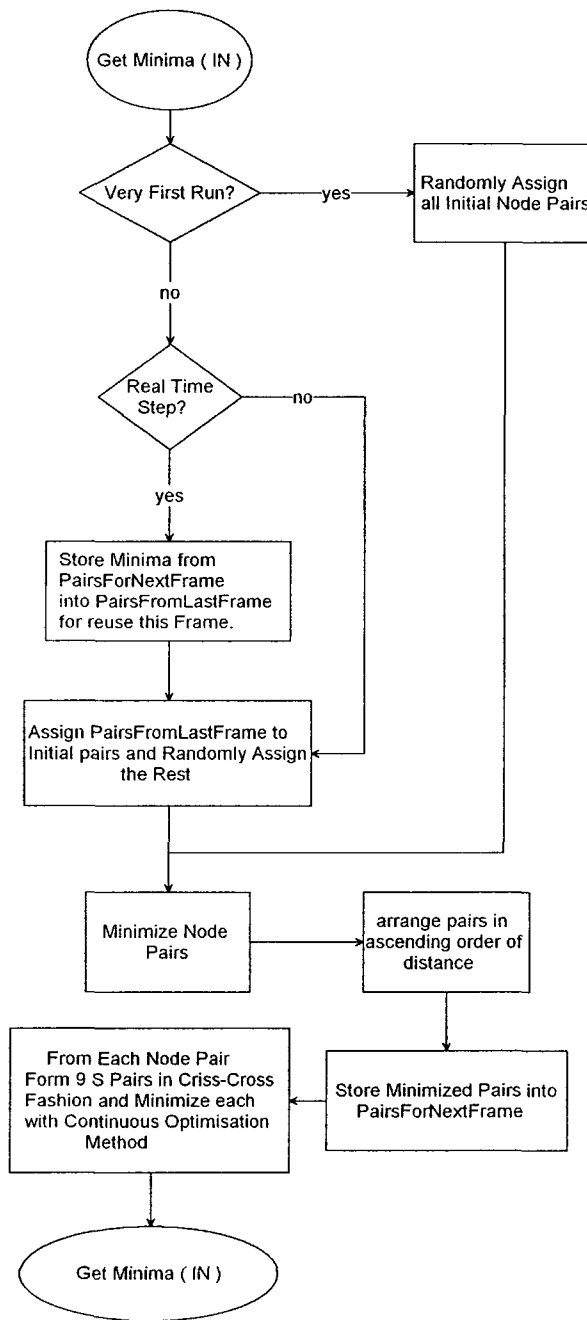 Get Minima ( IN )
Very First Run?
yes
Randomly Assign
all Initial Node Pairs
no
Real Time
Step?
no
yes
Store Minima from
PairsForNextFrame
into PairsFromLastFrame
for reuse this Frame.
Assign PairsFromLastFrame to
Initial pairs and Randomly Assign
the Rest
Minimize Node
Pairs
arrange pairs in
ascending order of
distance
Store Minimized Pairs into
PairsForNextFrame
From Each Node Pair
Form 9 S Pairs in Criss-Cross
Fashion and Minimize each
with Continuous Optimisation
Method
Get Minima ( IN )